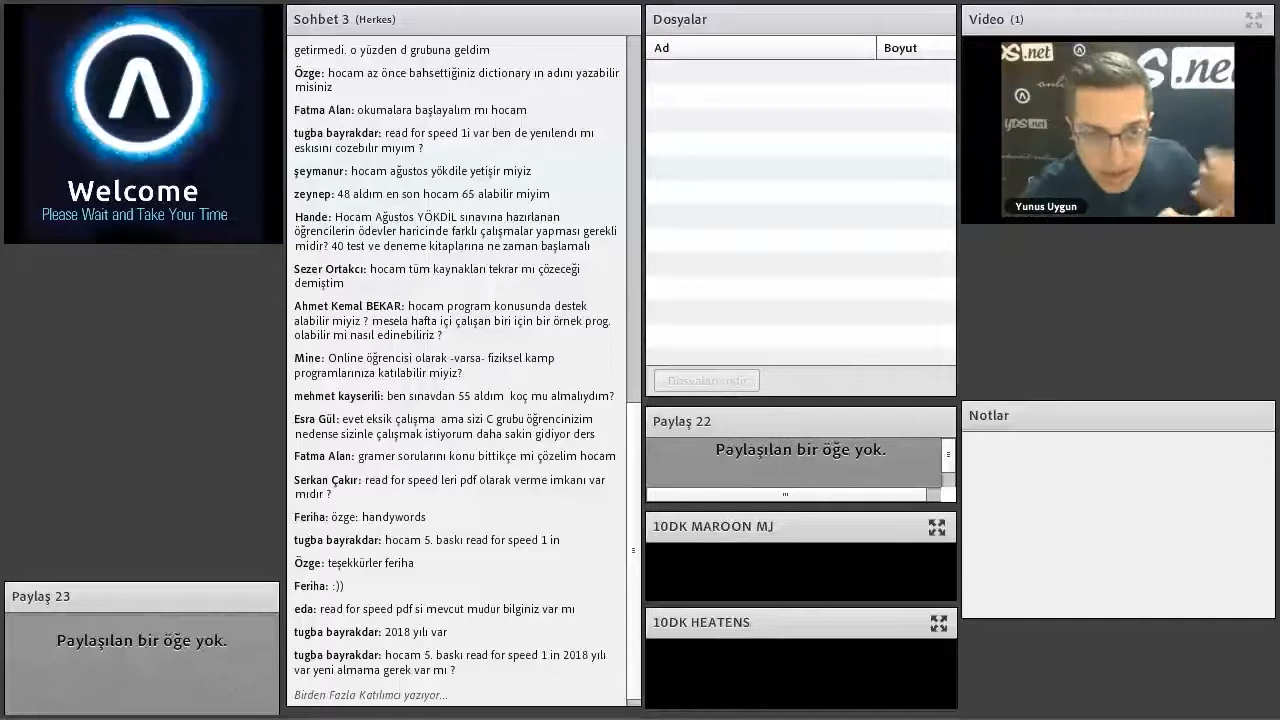 Welcome
Please Wait and Take Your Time
Paylaş 23
Paylaşılan bir öğe yok.
Sohbet 3 (Herkes)
getirmedi. o yüzden d grubuna geldim
Özge: hocam az önce bahsettiğiniz dictionary ın adını yazabilir
misiniz
Fatma Alan: okumalara başlayalım mı hocam
tugba bayrakdar: read for speed 1i var ben de yenılendı mı
eskısını cozebılır mıyım ?
şeymanur: hocam ağustos yökdile yetişir miyiz
zeynep: 48 aldım en son hocam 65 alabilir miyim
Hande: Hocam Ağustos YÖKDİL sınavına hazırlanan
öğrencilerin ödevler haricinde farklı çalışmalar yapması gerekli
midir? 40 test ve deneme kitaplarına ne zaman başlamalı
Sezer Ortakcı: hocam tüm kaynakları tekrar mı çözeceği
demiştim
Ahmet Kemal BEKAR: hocam program konusunda destek
alabilir miyiz ? mesela hafta içi çalışan biri için bir örnek prog.
olabilir mi nasıl edinebiliriz ?
Mine: Online öğrencisi olarak -varsa- fiziksel kamp
programlarınıza katılabilir miyiz?
mehmet kayserili: ben sınavdan 55 aldım koç mu almalıydım?
Esra Gül: evet eksik çalışma ama sizi C grubu öğrencinizim
nedense sizinle çalışmak istiyorum daha sakin gidiyor ders
Fatma Alan: gramer sorularını konu bittikçe mi çözelim hocam
Serkan Çakır: read for speed leri pdf olarak verme imkanı var
mıdır ?
Feriha: özge: handywords
tugba bayrakdar: hocam 5. baskı read for speed 1 in
Özge: teşekkürler feriha
Feriha: :))
eda: read for speed pdf si mevcut mudur bilginiz var mı
tugba bayrakdar: 2018 yılı var
tugba bayrakdar: hocam 5. baskı read for speed 1 in 2018 yılı
var yeni almama gerek var mı ?
Birden Fazla Katılımcı yazıyor...
Dosyalar
Ad Boyut
Dosyaları İndir
Paylaş 22
Paylaşılan bir öğe yok.
10DK MAROON MJ
10DK HEATENS
Video (1)
DS.net
S.ne
YDS.net
Yunus Uygun
Notlar